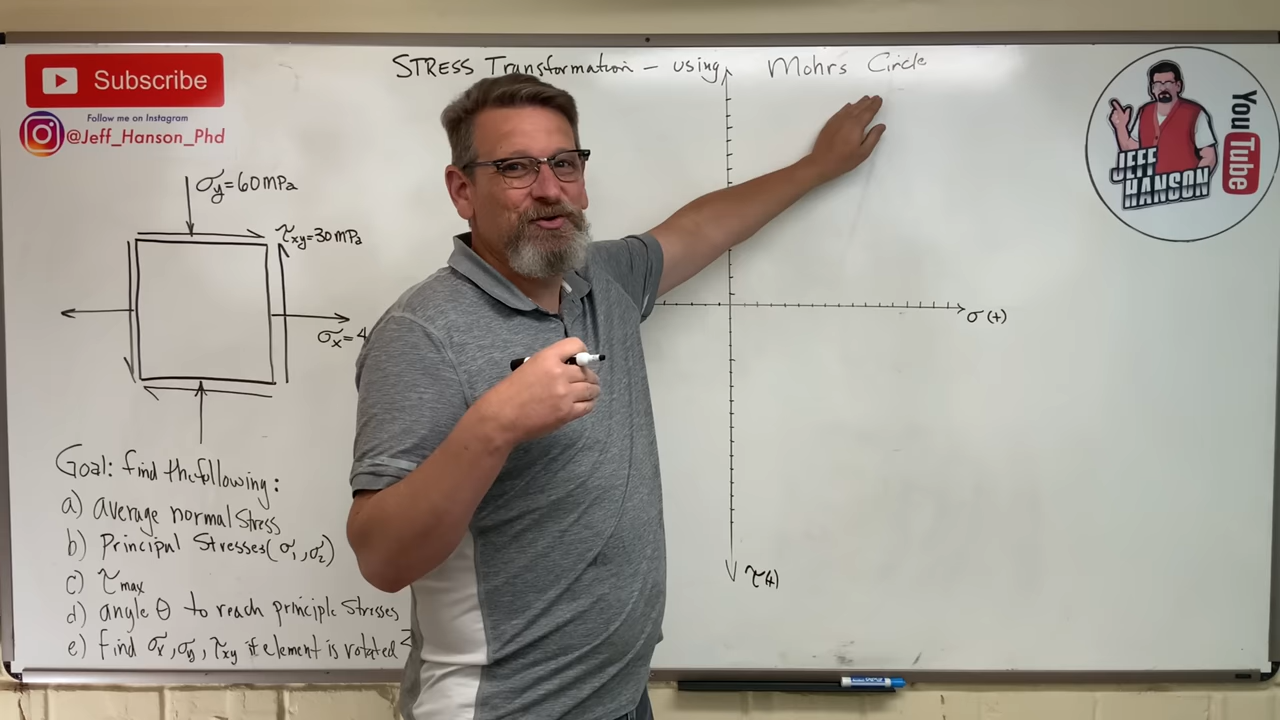 STRESS Transformation - using Mohrs Circle
Subscribe
Follow me on Instagram
@Jeff_Hanson_Phd
σy=60MPa
τxy=30MPa
σx=4
σ(+)
τ(+)
Goal: find the following:
a) average normal stress
b) Principal Stresses (σ1,σ2)
c) τmax
d) angle θ to reach principle stresses
e) find σx,σy,τxy if element is rotated
JEFF
HANSON
YouTube